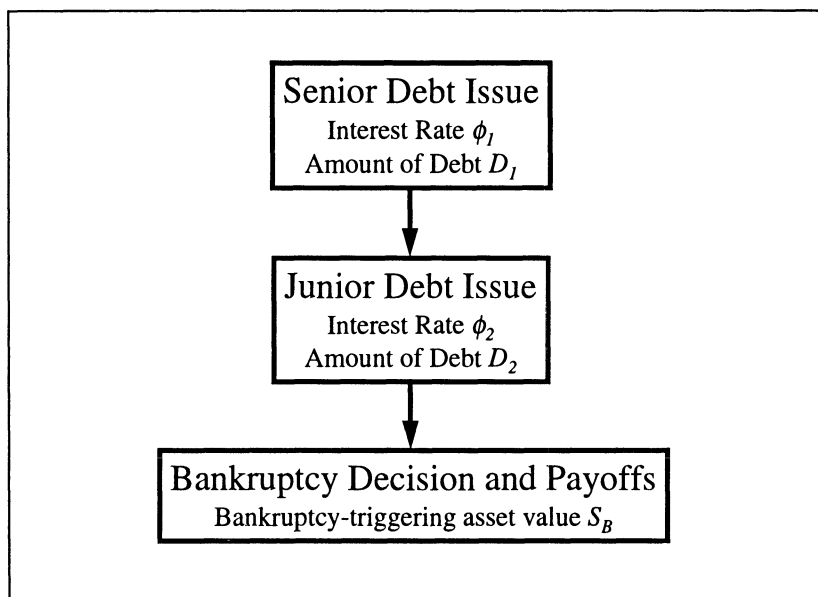 Senior Debt Issue
Interest Rate ϕ₁
Amount of Debt D₁
Junior Debt Issue
Interest Rate ϕ₂
Amount of Debt D₂
Bankruptcy Decision and Payoffs
Bankruptcy-triggering asset value S_B